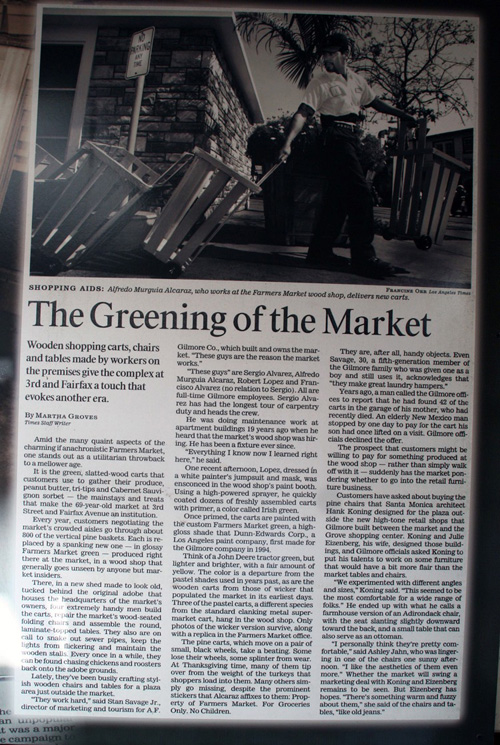 NO
PARKING
ANY
TIME
SHOPPING AIDS: Alfredo Murguia Alcaraz, who works at the Farmers Market wood shop, delivers new carts.
FRANCINE ORR Los Angeles Times
The Greening of the Market
Wooden shopping carts, chairs
and tables made by workers on
the premises give the complex at
3rd and Fairfax a touch that
evokes another era.
By MARTHA GROVES
Times Staff Writer
Amid the many quaint aspects of the
charming if anachronistic Farmers Market,
one stands out as a utilitarian throwback
to a mellower age.
It is the green, slatted-wood carts that
customers use to gather their produce,
peanut butter, tri-tips and Cabernet Sauvi-
gnon sorbet — the mainstays and treats
that make the 69-year-old market at 3rd
Street and Fairfax Avenue an institution.
Every year, customers negotiating the
market's crowded aisles go through about
800 of the vertical pine baskets. Each is re-
placed by a spanking new one — in glossy
Farmers Market green — produced right
there at the market, in a wood shop that
generally goes unseen by anyone but mar-
ket insiders.
There, in a new shed made to look old,
tucked behind the original adobe that
houses the headquarters of the market's
owners, four extremely handy men build
the carts, repair the market's wood-seated
folding chairs and assemble the round,
laminate-topped tables. They also are on
call to snake out sewer pipes, keep the
lights from flickering and maintain the
wooden stalls. Every once in a while, they
can be found chasing chickens and roosters
back onto the adobe grounds.
Lately, they've been busily crafting styl-
ish wooden chairs and tables for a plaza
area just outside the market.
"They work hard," said Stan Savage Jr.,
director of marketing and tourism for A.F.
Gilmore Co., which built and owns the mar-
ket. "These guys are the reason the market
works."
"These guys" are Sergio Alvarez, Alfredo
Murguia Alcaraz, Robert Lopez and Fran-
cisco Alvarez (no relation to Sergio). All are
full-time Gilmore employees. Sergio Alva-
rez has had the longest tour of carpentry
duty and heads the crew.
He was doing maintenance work at
apartment buildings 19 years ago when he
heard that the market's wood shop was hir-
ing. He has been a fixture ever since.
"Everything I know now I learned right
here," he said.
One recent afternoon, Lopez, dressed in
a white painter's jumpsuit and mask, was
ensconced in the wood shop's paint booth.
Using a high-powered sprayer, he quickly
coated dozens of freshly assembled carts
with primer, a color called Irish green.
Once primed, the carts are painted with
the custom Farmers Market green, a high-
gloss shade that Dunn-Edwards Corp., a
Los Angeles paint company, first made for
the Gilmore company in 1994.
Think of a John Deere tractor green, but
lighter and brighter, with a fair amount of
yellow. The color is a departure from the
pastel shades used in years past, as are the
wooden carts from those of wicker that
populated the market in its earliest days.
Three of the pastel carts, a different species
from the standard clanking metal super-
market cart, hang in the wood shop. Only
photos of the wicker version survive, along
with a replica in the Farmers Market office.
The pine carts, which move on a pair of
small, black wheels, take a beating. Some
lose their wheels, some splinter from wear.
At Thanksgiving time, many of them tip
over from the weight of the turkeys that
shoppers load into them. Many others sim-
ply go missing, despite the prominent
stickers that Alcaraz affixes to them: Prop-
erty of Farmers Market. For Groceries
Only. No Children.
They are, after all, handy objects. Even
Savage, 30, a fifth-generation member of
the Gilmore family who was given one as a
boy and still uses it, acknowledges that
"they make great laundry hampers."
Years ago, a man called the Gilmore offi-
ces to report that he had found 42 of the
carts in the garage of his mother, who had
recently died. An elderly New Mexico man
stopped by one day to pay for the cart his
son had once lifted on a visit. Gilmore offi-
cials declined the offer.
The prospect that customers might be
willing to pay for something produced at
the wood shop — rather than simply walk
off with it — suddenly has the market pon-
dering whether to go into the retail furni-
ture business.
Customers have asked about buying the
pine chairs that Santa Monica architect
Hank Koning designed for the plaza out-
side the new high-tone retail shops that
Gilmore built between the market and the
Grove shopping center. Koning and Julie
Eizenberg, his wife, designed those build-
ings, and Gilmore officials asked Koning to
put his talents to work on some furniture
that would have a bit more flair than the
market tables and chairs.
"We experimented with different angles
and sizes," Koning said. "This seemed to be
the most comfortable for a wide range of
folks." He ended up with what he calls a
farmhouse version of an Adirondack chair,
with the seat slanting slightly downward
toward the back, and a small table that can
also serve as an ottoman.
"I personally think they're pretty com-
fortable," said Ashley Jahn, who was linger-
ing in one of the chairs one sunny after-
noon. "I like the aesthetics of them even
more." Whether the market will swing a
marketing deal with Koning and Eizenberg
remains to be seen. But Eizenberg has
hopes. "There's something warm and fuzzy
about them," she said of the chairs and ta-
bles, "like old jeans."
he
an unpopul
t was a major
e campaign